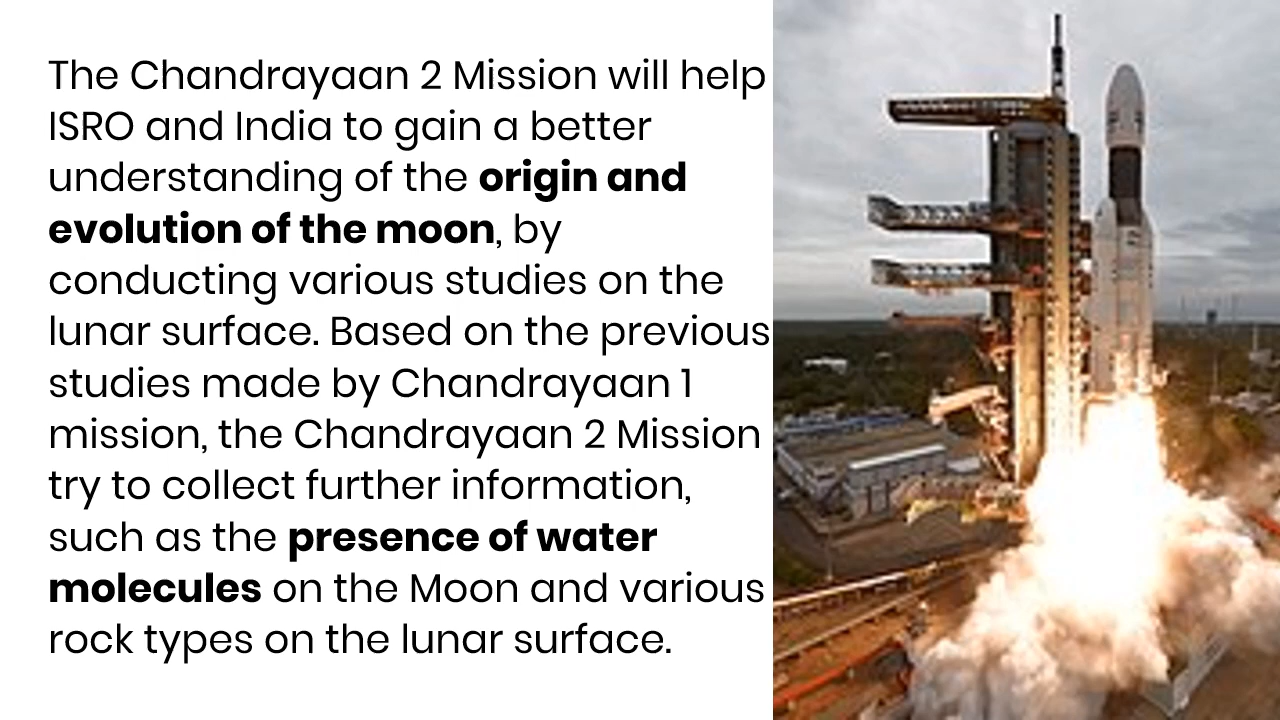 The Chandrayaan 2 Mission will help
ISRO and India to gain a better
understanding of the origin and
evolution of the moon, by
conducting various studies on the
lunar surface. Based on the previous
studies made by Chandrayaan 1
mission, the Chandrayaan 2 Mission
try to collect further information,
such as the presence of water
molecules on the Moon and various
rock types on the lunar surface.